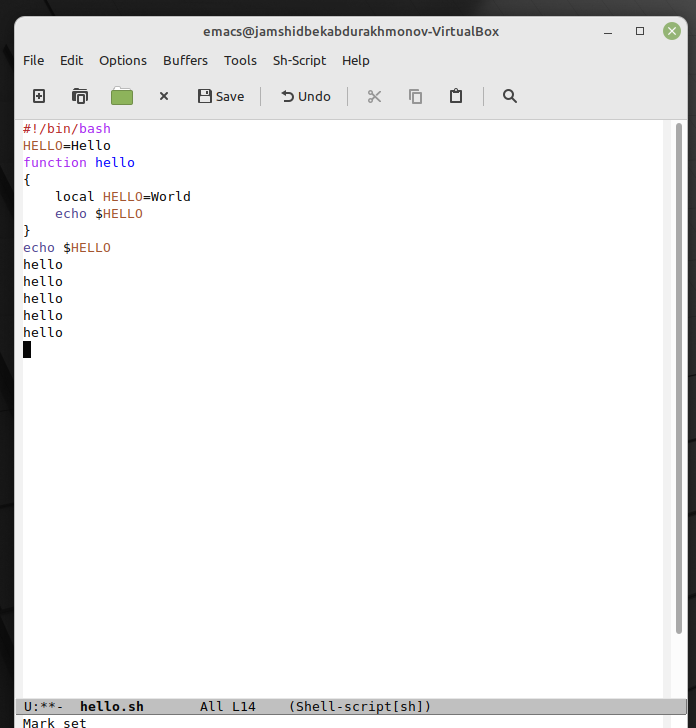 emacs@jamshidbekabdurakhmonov-VirtualBox
File Edit Options Buffers Tools Sh-Script Help
Save Undo
#!/bin/bash
HELLO=Hello
function hello
{
    local HELLO=World
    echo $HELLO
}
echo $HELLO
hello
hello
hello
hello
hello
U:**-  hello.sh       All L14    (Shell-script[sh])
Mark set